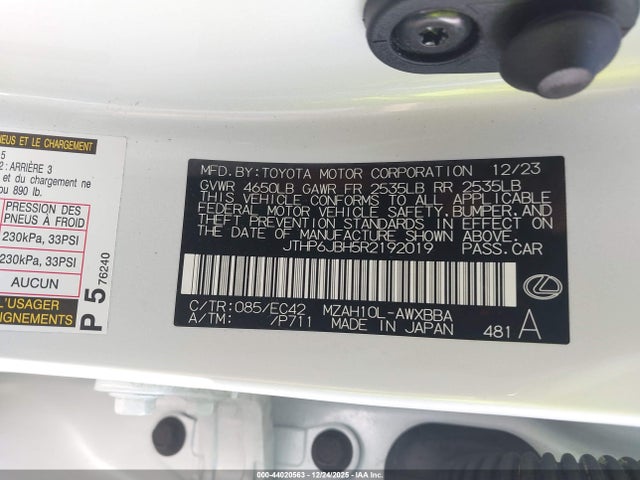 PNEUS ET LE CHARGEMENT
5
2 : ARRIÈRE 3
et du chargement ne
ou 890 lb.
PRESSION DES
PNEUS À FROID
230kPa, 33PSI
230kPa, 33PSI
AUCUN
L'USAGER
P 5 76240
MFD. BY: TOYOTA MOTOR CORPORATION 12/23
GVWR 4650LB GAWR FR 2535LB RR 2535LB
THIS VEHICLE CONFORMS TO ALL APPLICABLE
FEDERAL MOTOR VEHICLE SAFETY, BUMPER, AND
THEFT PREVENTION STANDARDS IN EFFECT ON
THE DATE OF MANUFACTURE SHOWN ABOVE.
JTHP6JBH5R2192019 PASS. CAR
C/TR: 085/EC42 MZAH10L-AWXBBA
A/TM: /P711 MADE IN JAPAN 481 A
000-44020563 - 12/24/2025 - IAA Inc.